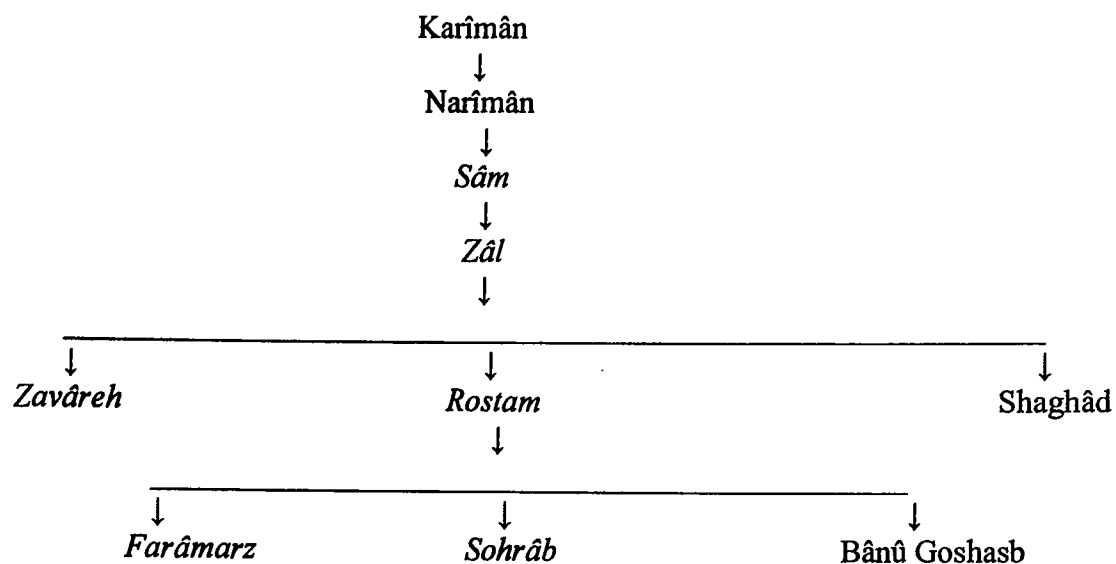 Karîmân
↓
Narîmân
↓
Sâm
↓
Zâl
↓
↓ ↓ ↓
Zavâreh Rostam Shaghâd
↓
↓ ↓ ↓
Farâmarz Sohrâb Bânû Goshasb